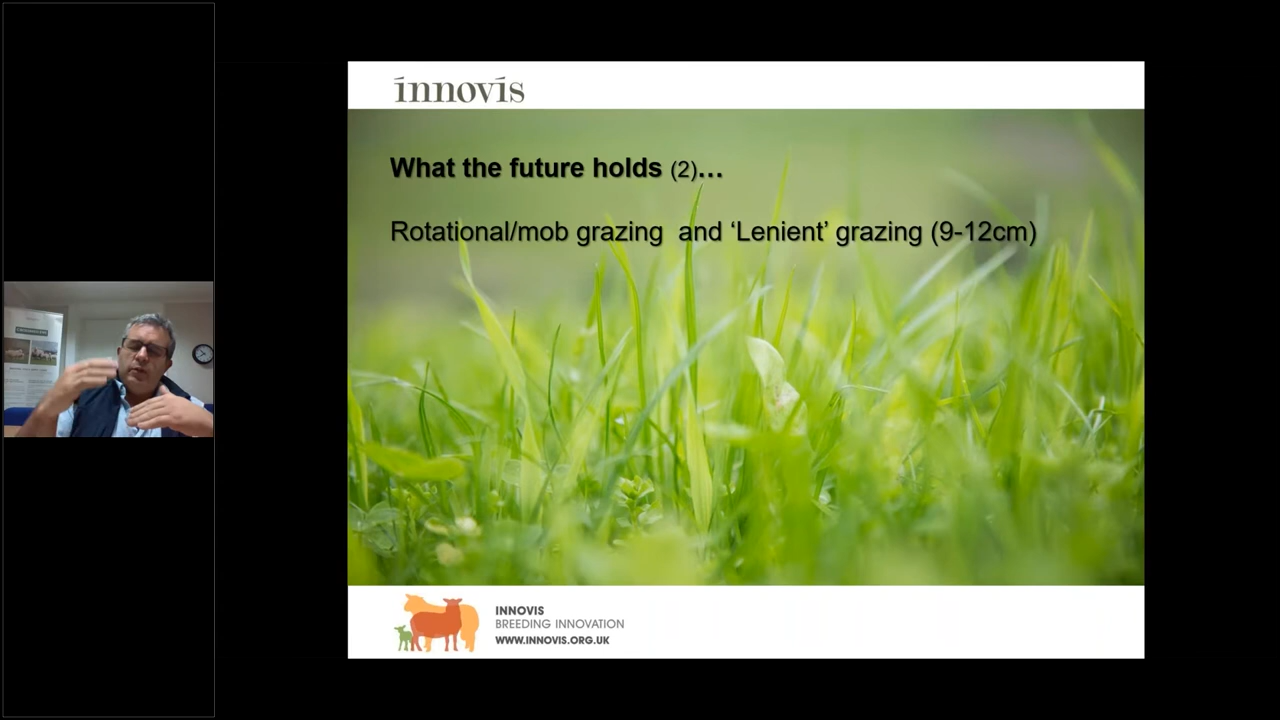 ínnovís
What the future holds (2)...
Rotational/mob grazing and ‘Lenient’ grazing (9-12cm)
INNOVIS
BREEDING INNOVATION
WWW.INNOVIS.ORG.UK